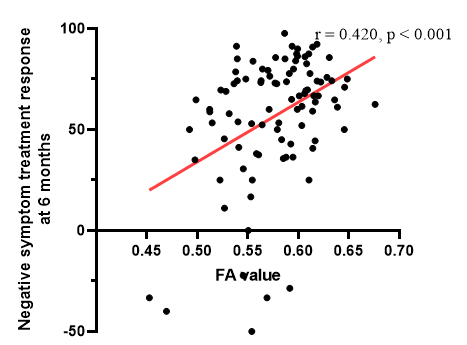 r = 0.420, p < 0.001
Negative symptom treatment response
at 6 months
100
50
0
-50
0.45 0.50 0.55 0.60 0.65 0.70
FA value